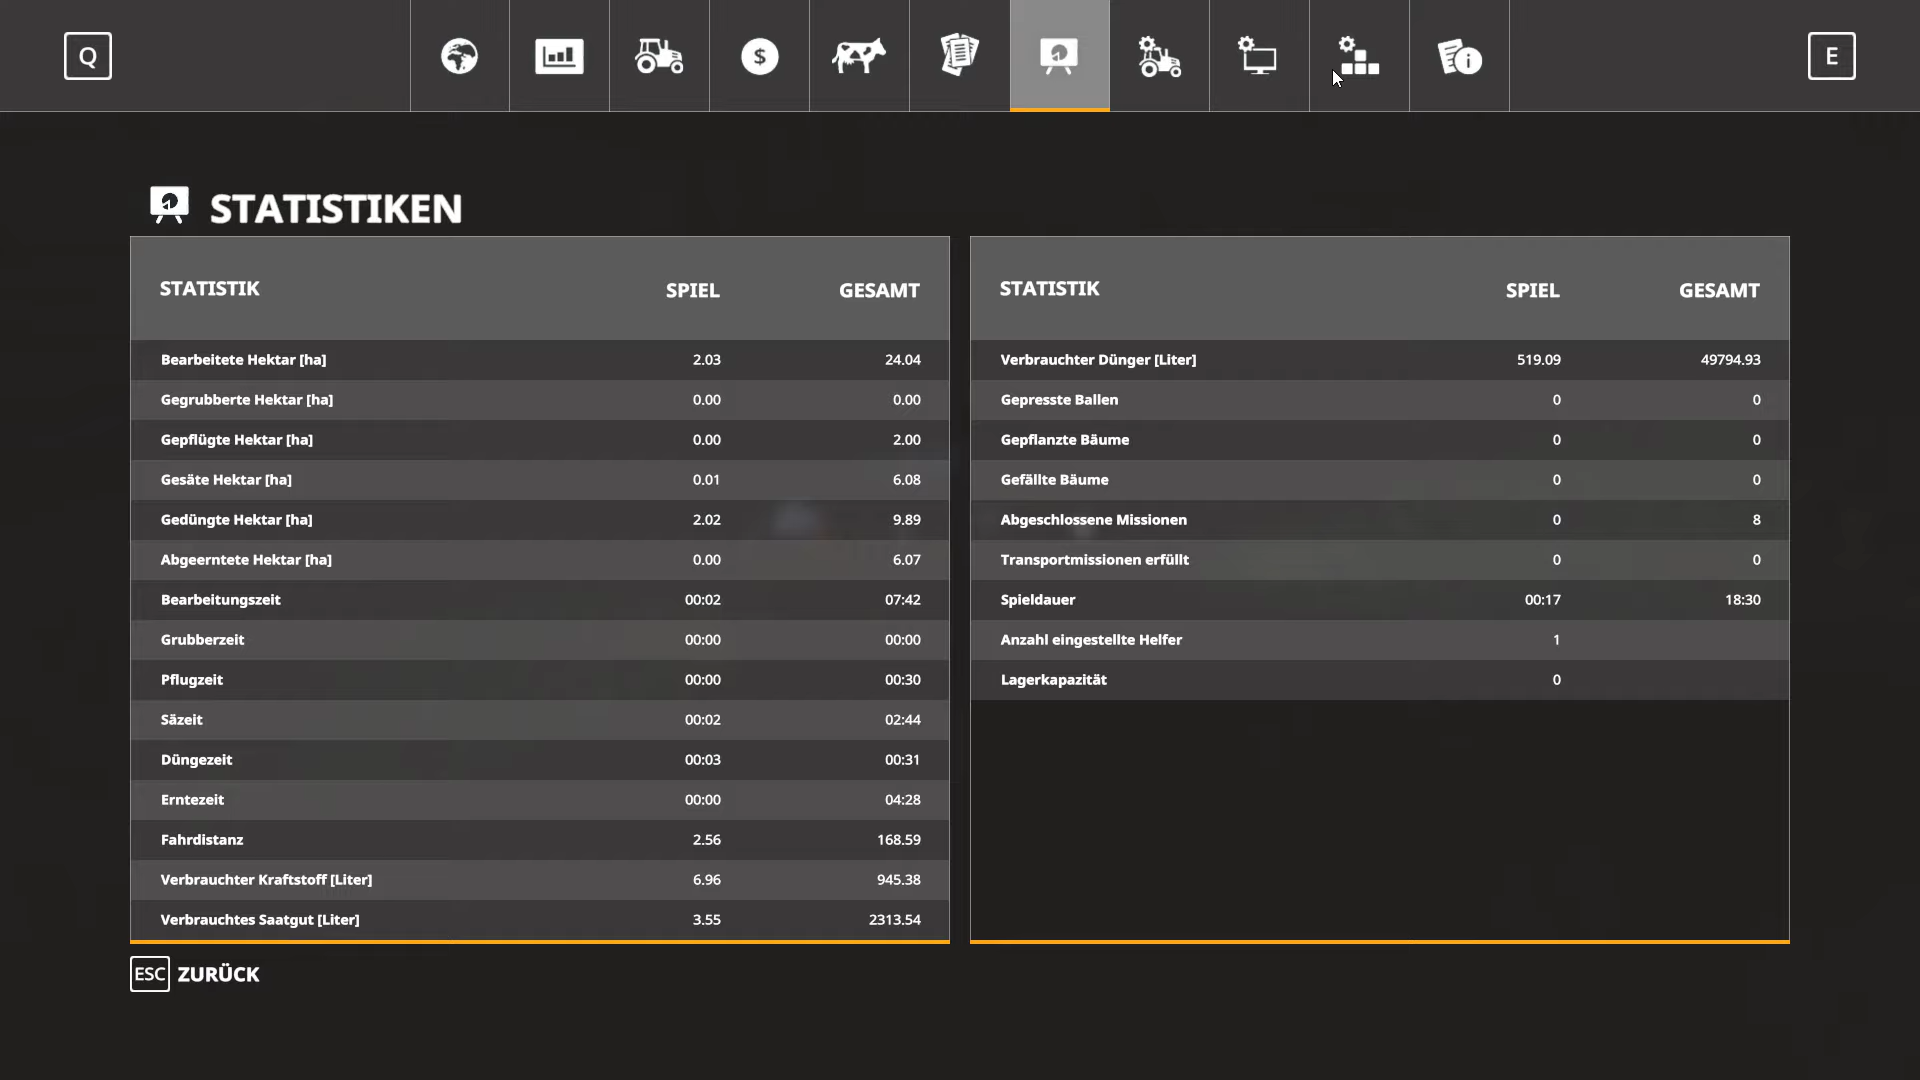 Q
E
STATISTIKEN
STATISTIK SPIEL GESAMT
Bearbeitete Hektar [ha] 2.03 24.04
Gegrubberte Hektar [ha] 0.00 0.00
Gepflügte Hektar [ha] 0.00 2.00
Gesäte Hektar [ha] 0.01 6.08
Gedüngte Hektar [ha] 2.02 9.89
Abgeerntete Hektar [ha] 0.00 6.07
Bearbeitungszeit 00:02 07:42
Grubberzeit 00:00 00:00
Pflugzeit 00:00 00:30
Säzeit 00:02 02:44
Düngezeit 00:03 00:31
Erntezeit 00:00 04:28
Fahrdistanz 2.56 168.59
Verbrauchter Kraftstoff [Liter] 6.96 945.38
Verbrauchtes Saatgut [Liter] 3.55 2313.54
STATISTIK SPIEL GESAMT
Verbrauchter Dünger [Liter] 519.09 49794.93
Gepresste Ballen 0 0
Gepflanzte Bäume 0 0
Gefällte Bäume 0 0
Abgeschlossene Missionen 0 8
Transportmissionen erfüllt 0 0
Spieldauer 00:17 18:30
Anzahl eingestellte Helfer 1
Lagerkapazität 0
ESC ZURÜCK